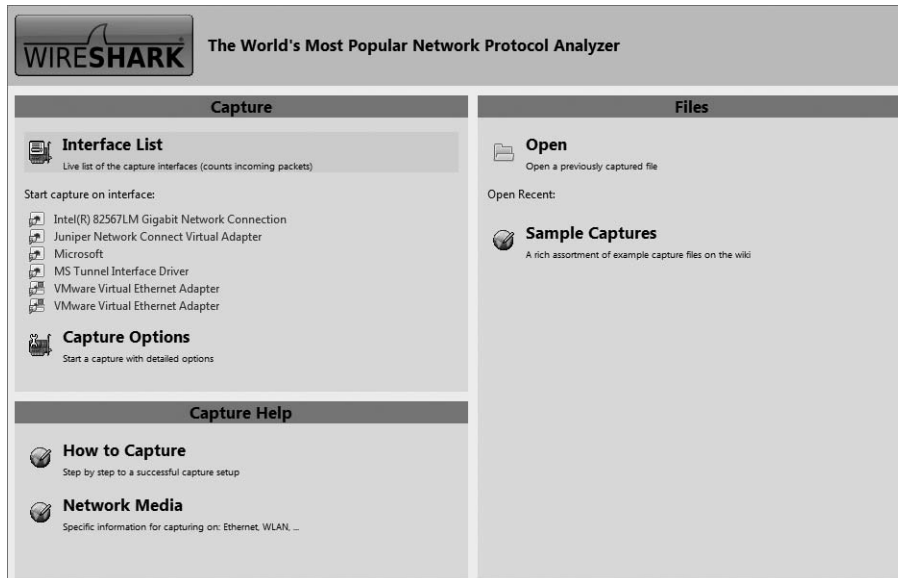 WIRESHARK
The World's Most Popular Network Protocol Analyzer
Capture
Interface List
Live list of the capture interfaces (counts incoming packets)
Start capture on interface:
Intel(R) 82567LM Gigabit Network Connection
Juniper Network Connect Virtual Adapter
Microsoft
MS Tunnel Interface Driver
VMware Virtual Ethernet Adapter
VMware Virtual Ethernet Adapter
Capture Options
Start a capture with detailed options
Capture Help
How to Capture
Step by step to a successful capture setup
Network Media
Specific information for capturing on: Ethernet, WLAN, ...
Files
Open
Open a previously captured file
Open Recent:
Sample Captures
A rich assortment of example capture files on the wiki